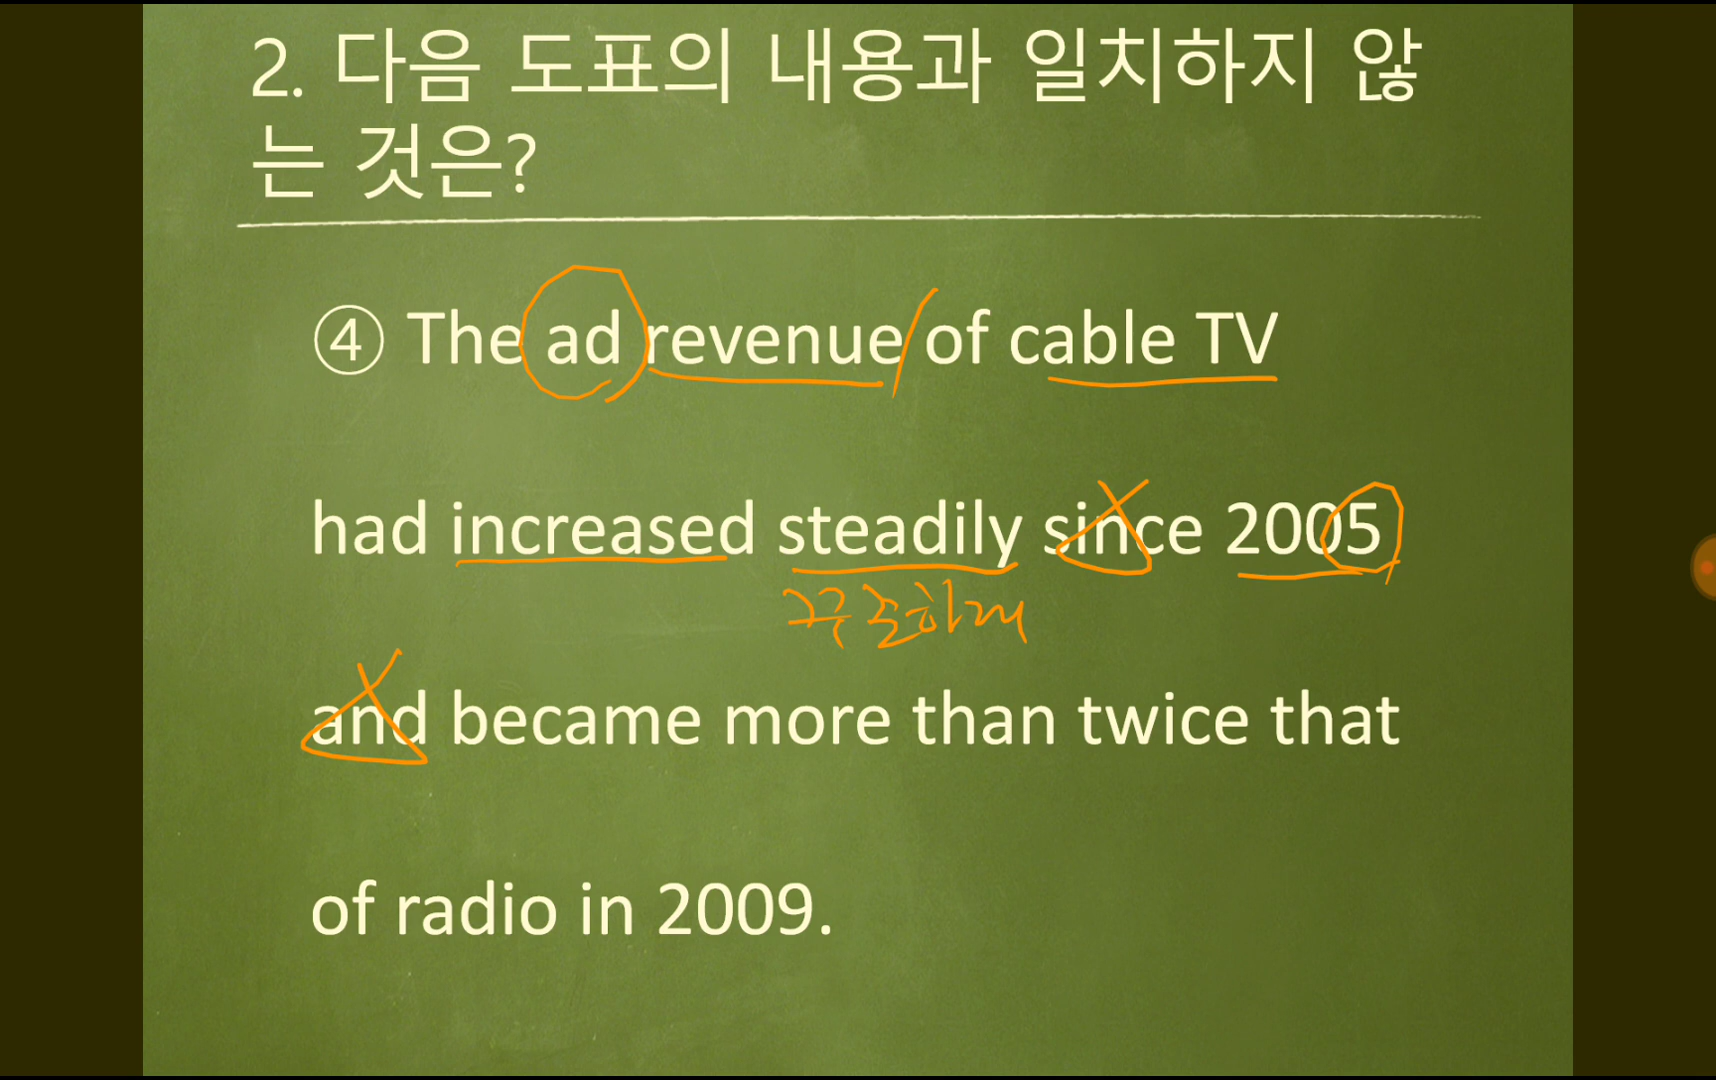 2. 다음 도표의 내용과 일치하지 않
는 것은?
④ The ad revenue of cable TV
had increased steadily since 2005
꾸준하게
and became more than twice that
of radio in 2009.